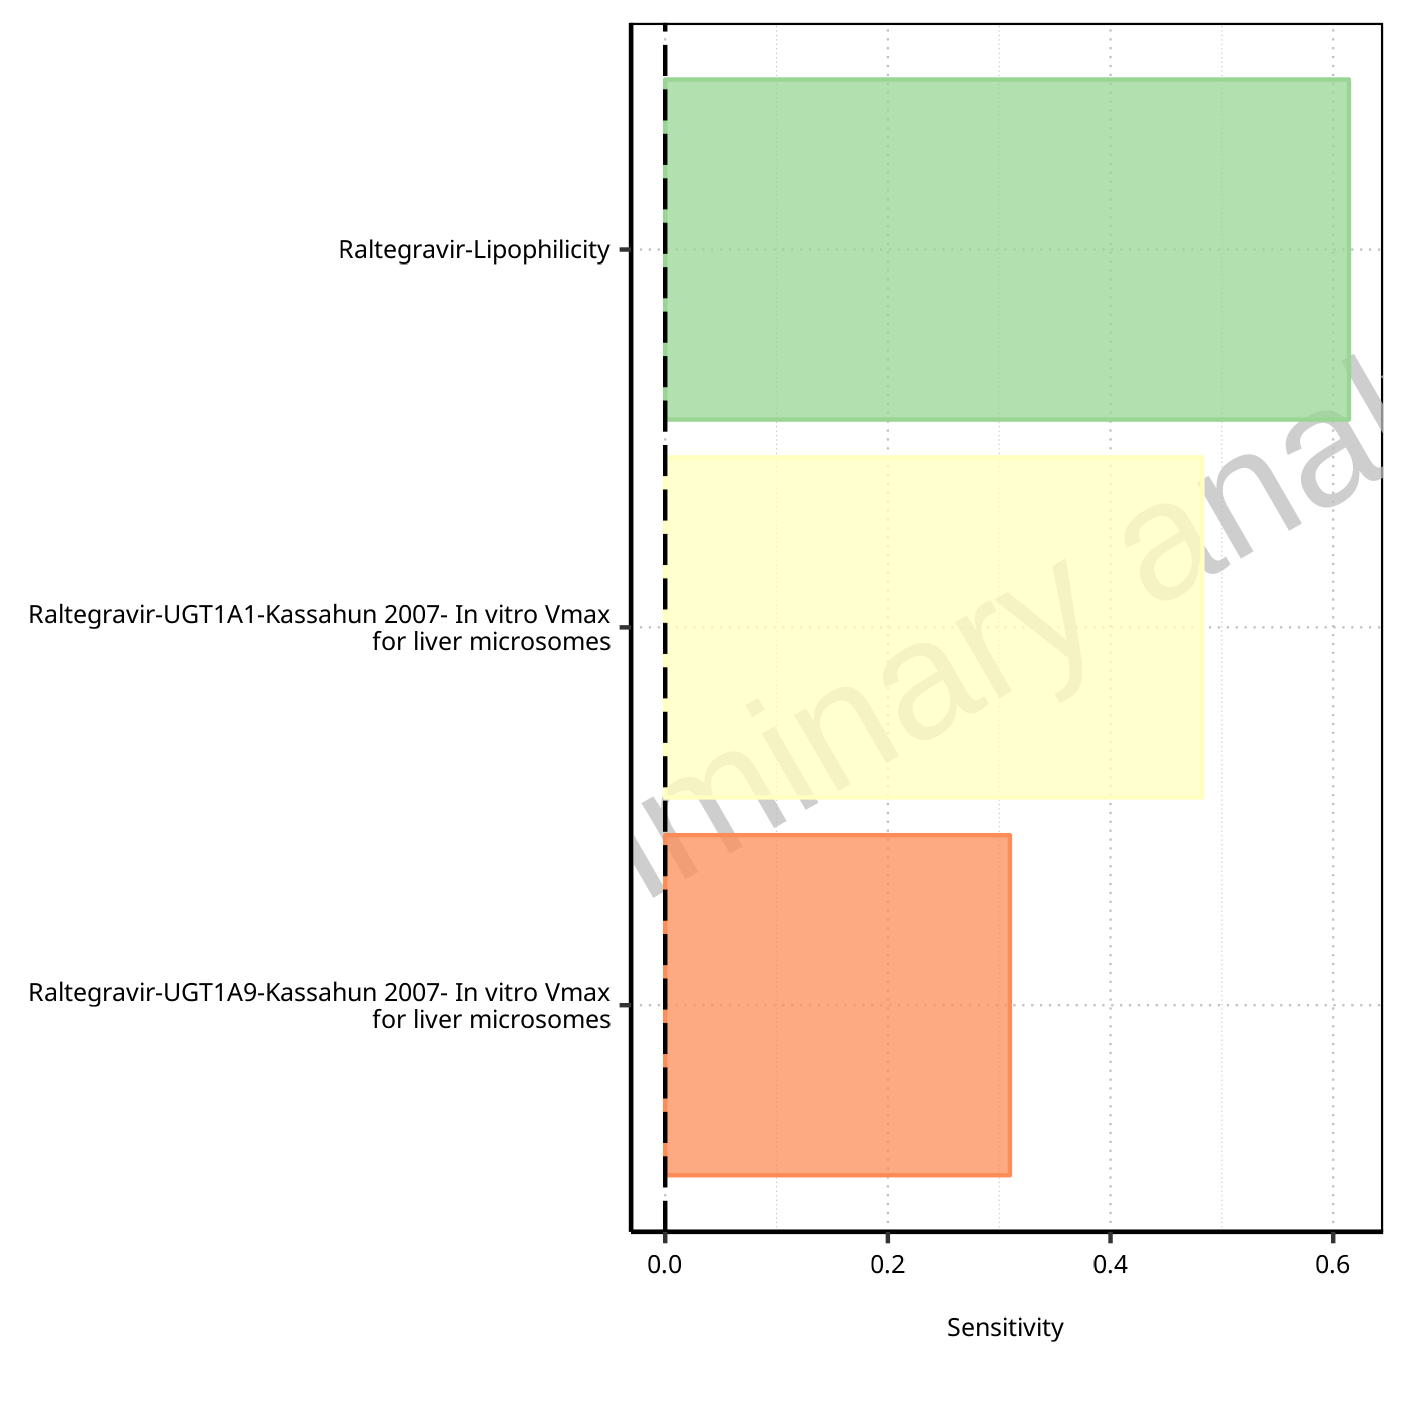 Raltegravir-Lipophilicity
Raltegravir-UGT1A1-Kassahun 2007- In vitro Vmax
for liver microsomes
Raltegravir-UGT1A9-Kassahun 2007- In vitro Vmax
for liver microsomes
minary anal
0.0
0.2
0.4
0.6
Sensitivity